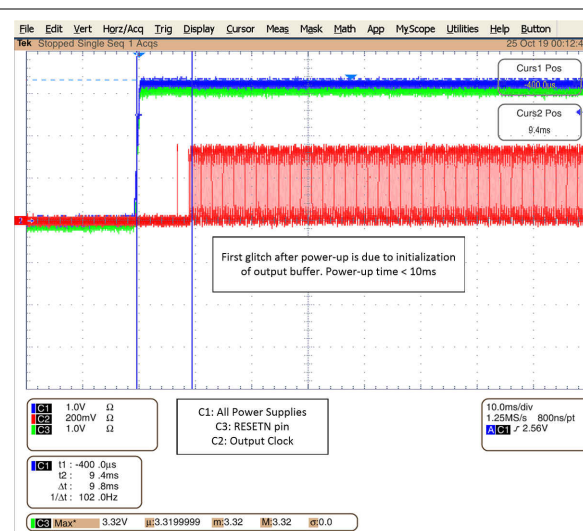 File Edit Vert Horz/Acq Trig Display Cursor Meas Mask Math App MyScope Utilities Help Button
Tek Stopped Single Seq 1 Acqs 25 Oct 19 00:12:4
Curs1 Pos
-400.0µs
Curs2 Pos
9.4ms
First glitch after power-up is due to initialization
of output buffer. Power-up time < 10ms
C1 1.0V Ω
C2 200mV Ω
C3 1.0V Ω
C1: All Power Supplies
C3: RESETN pin
C2: Output Clock
10.0ms/div
1.25MS/s 800ns/pt
A C1 ƒ 2.56V
C1 t1 : -400 .0µs
t2 : 9 .4ms
Δt : 9 .8ms
1/Δt : 102 .0Hz
C3 Max* 3.32V µ:3.3199999 m:3.32 M:3.32 σ:0.0